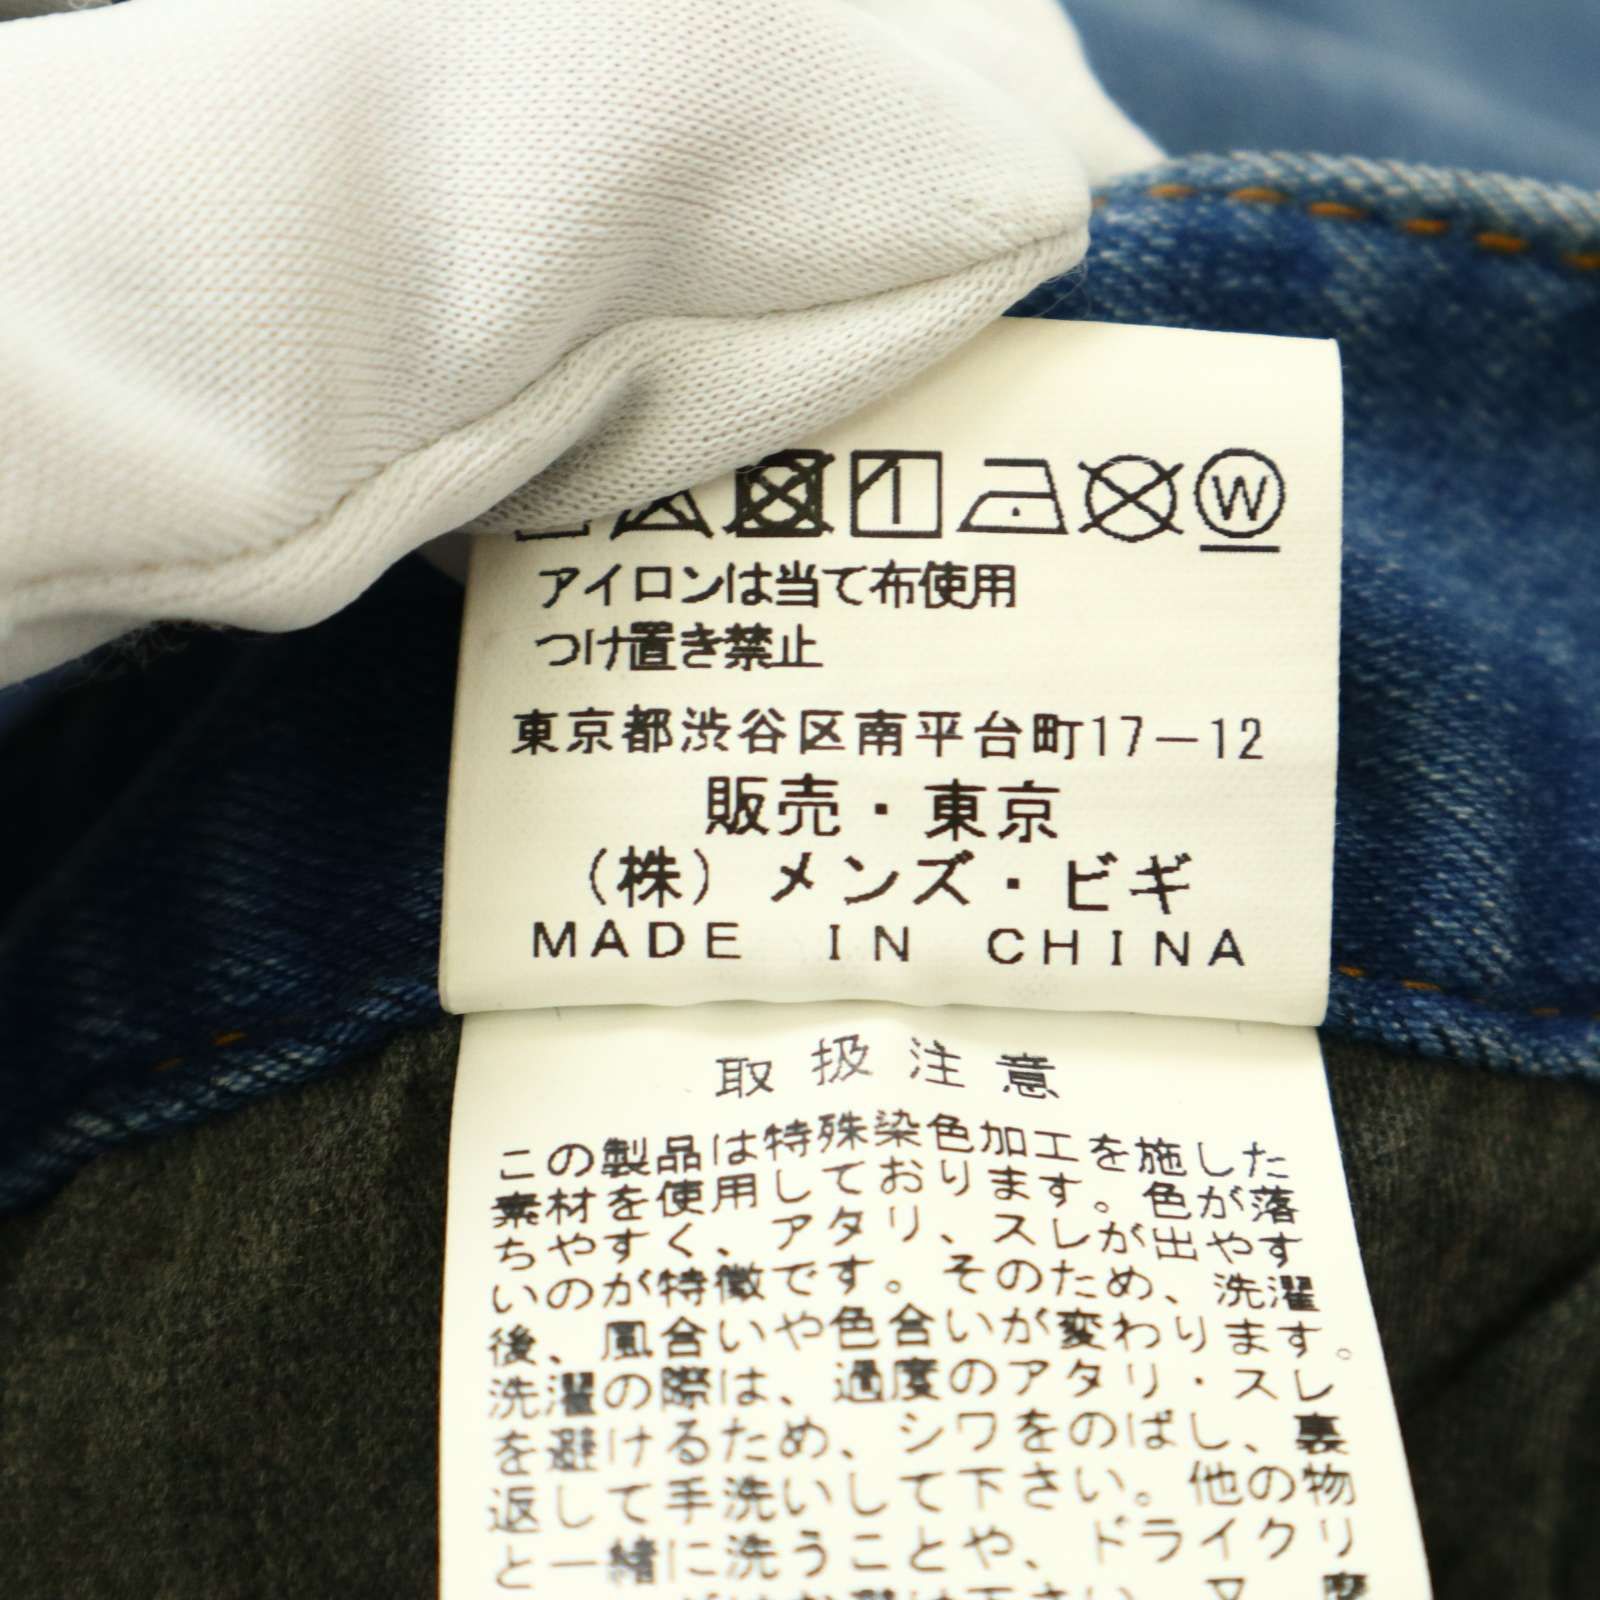 W
アイロンは当て布使用
つけ置き禁止
東京都渋谷区南平台町17-12
販売・東京
(株)メンズ・ビギ
MADE IN CHINA
取扱注意
この製品は特殊染色加工を施した
素材を使用しております。色が落
ちやすく、アタリ、スレが出やす
いのが特徴です。そのため、洗濯
後、風合いや色合いが変わります。
洗濯の際は、過度のアタリ・スレ
を避けるため、シワをのばし、裏
返して手洗いして下さい。他の物
と一緒に洗うことや、ドライクリ